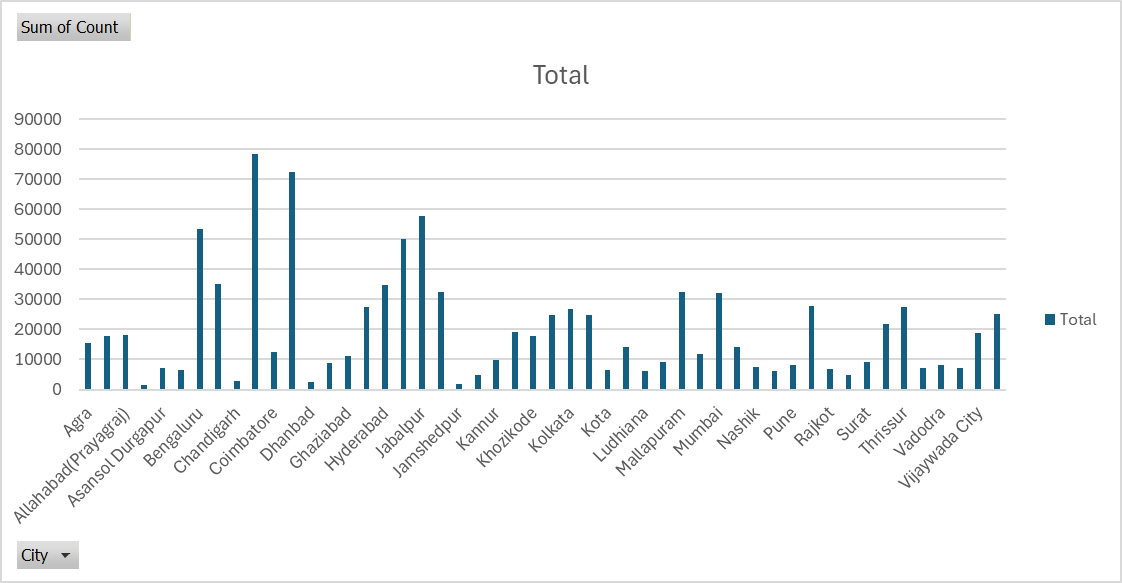 Sum of Count
Total
90000
80000
70000
60000
50000
40000
30000
20000
10000
0
Total
Agra
Allahabad(Prayagraj)
Asansol Durgapur
Bengaluru
Chandigarh
Coimbatore
Dhanbad
Ghaziabad
Hyderabad
Jabalpur
Jamshedpur
Kannur
Khozikode
Kolkata
Kota
Ludhiana
Mallapuram
Mumbai
Nashik
Pune
Rajkot
Surat
Thrissur
Vadodra
Vijaywada City
City